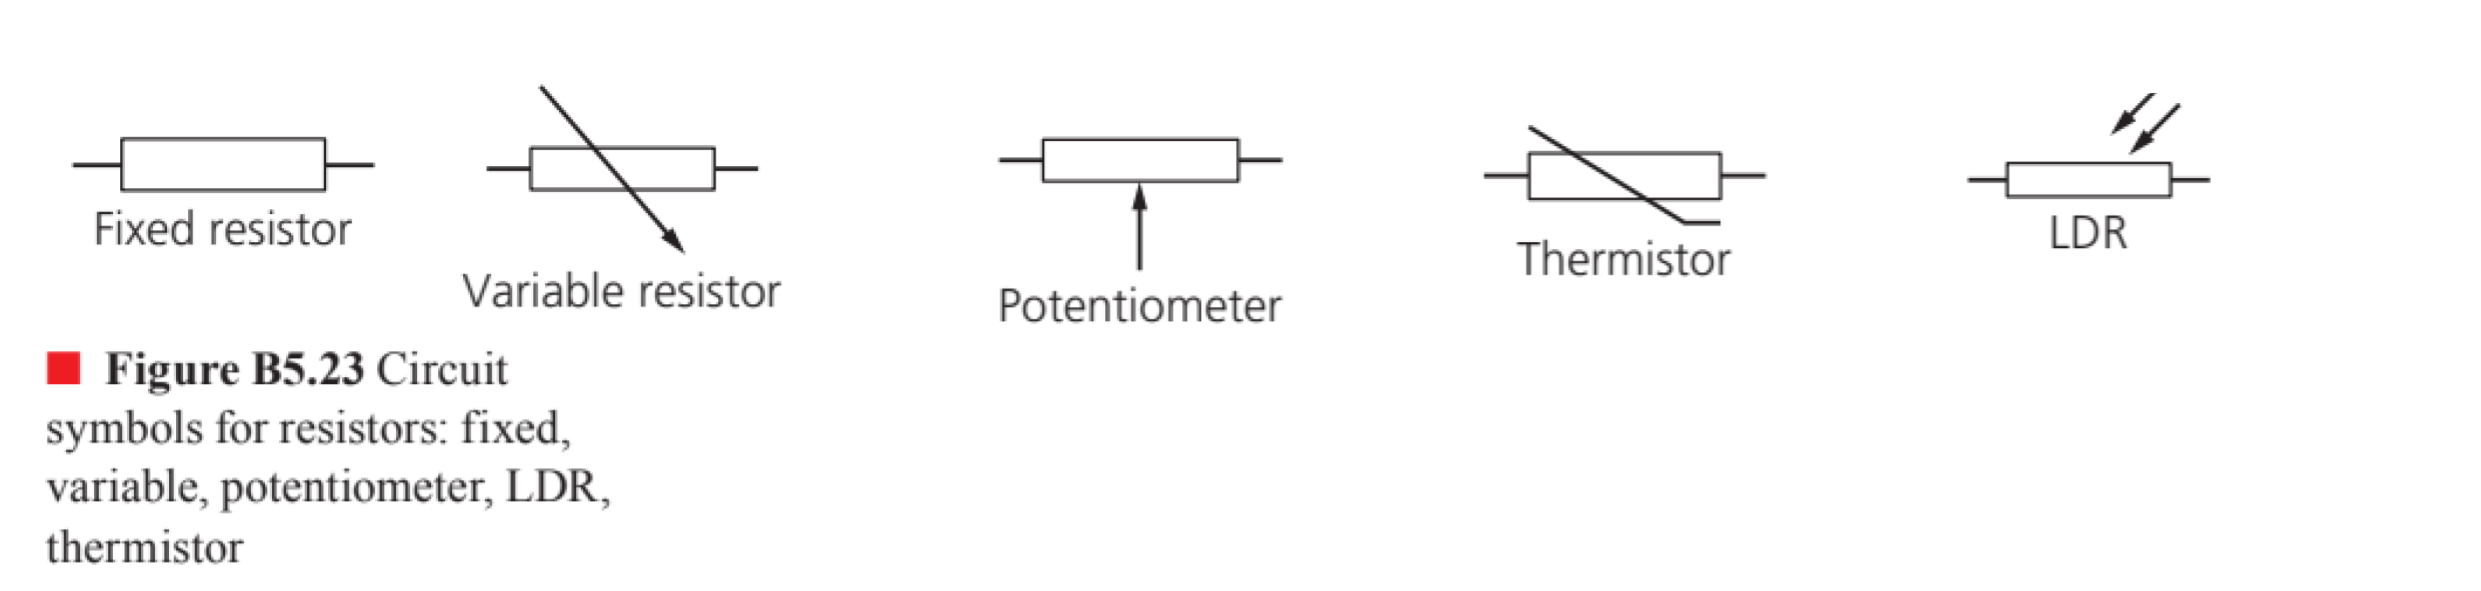 Fixed resistor
Variable resistor
Potentiometer
Thermistor
LDR
Figure B5.23 Circuit
symbols for resistors: fixed,
variable, potentiometer, LDR,
thermistor